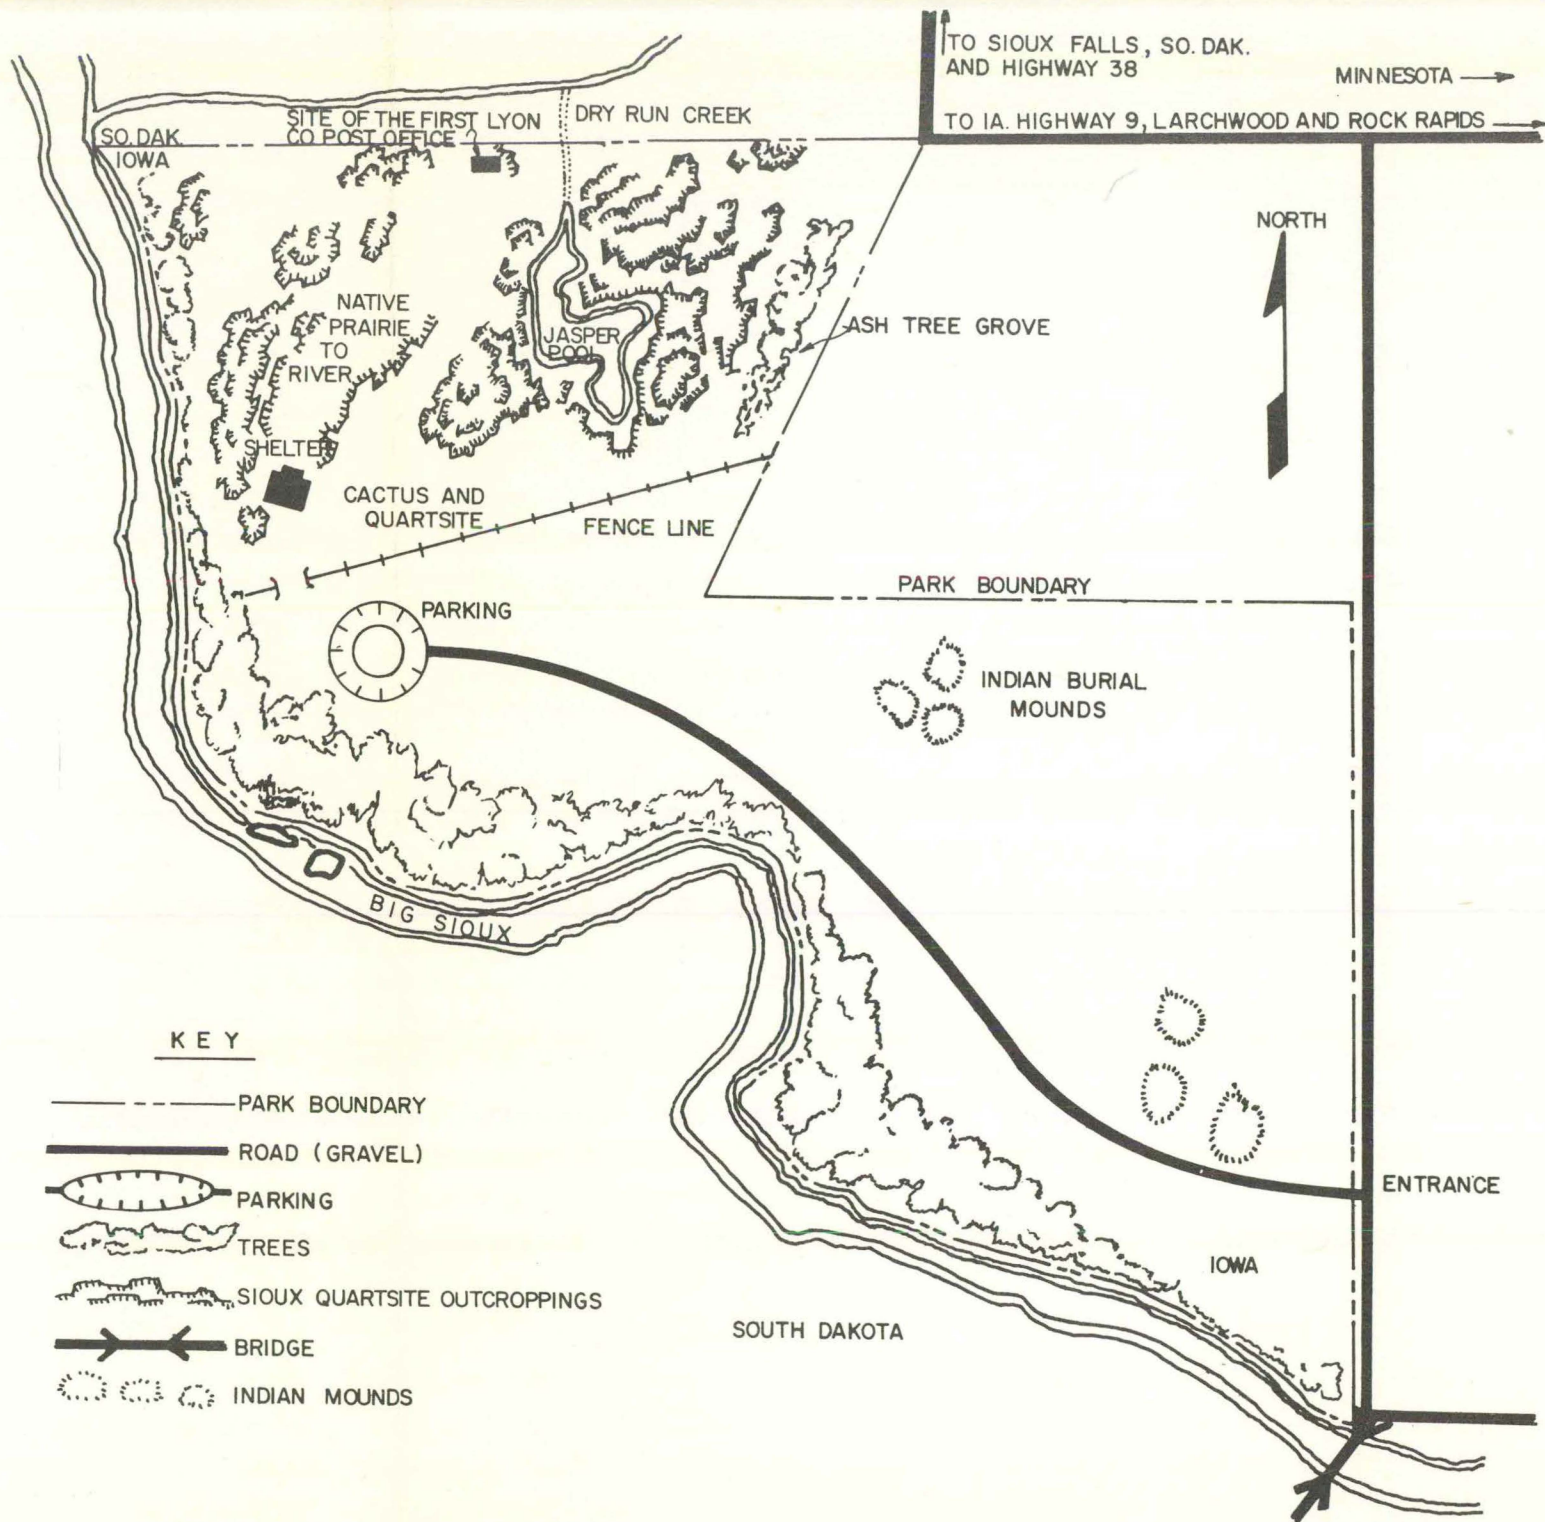 TO SIOUX FALLS, SO. DAK.
AND HIGHWAY 38
MINNESOTA
TO IA. HIGHWAY 9, LARCHWOOD AND ROCK RAPIDS
SITE OF THE FIRST LYON
CO POST OFFICE ?
DRY RUN CREEK
SO. DAK.
IOWA
NORTH
NATIVE
PRAIRIE
TO
RIVER
JASPER
POOL
ASH TREE GROVE
SHELTER
CACTUS AND
QUARTSITE
FENCE LINE
PARK BOUNDARY
PARKING
INDIAN BURIAL
MOUNDS
BIG SIOUX
KEY
PARK BOUNDARY
ROAD (GRAVEL)
PARKING
TREES
SIOUX QUARTSITE OUTCROPPINGS
BRIDGE
INDIAN MOUNDS
ENTRANCE
IOWA
SOUTH DAKOTA